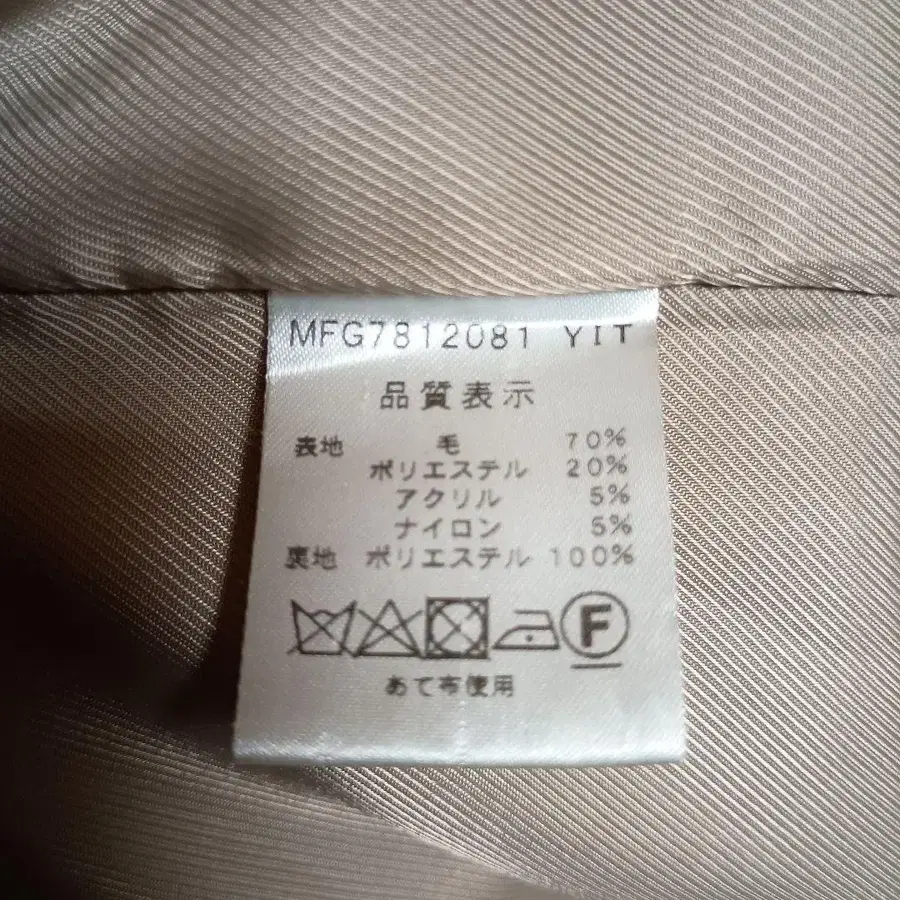 MFG7812081 YIT
品質表示
表地 毛 70%
ポリエステル 20%
アクリル 5%
ナイロン 5%
裏地 ポリエステル 100%
F
あて布使用